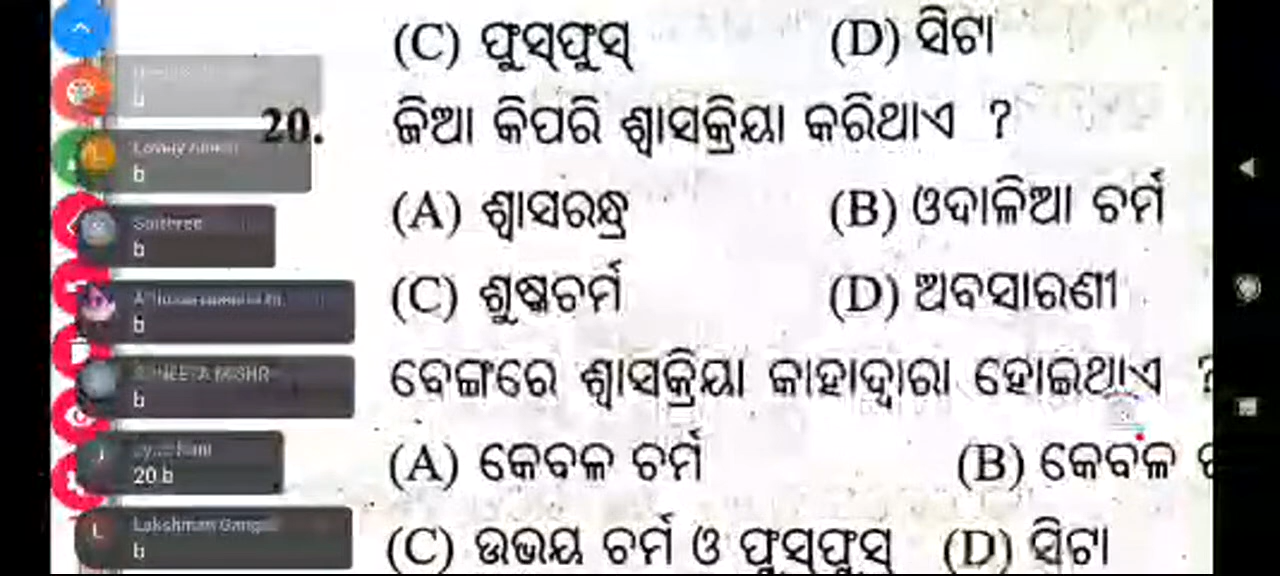 (C) ଫୁସ୍‌ଫୁସ୍ (D) ସିଟା
20. ଜିଆ କିପରି ଶ୍ଵାସକ୍ରିୟା କରିଥାଏ ?
b
(A) ଶ୍ଵାସରନ୍ଧ୍ର (B) ଓଦାଳିଆ ଚର୍ମ
b
b
(C) ଶୁଷ୍କଚର୍ମ (D) ଅବସାରଣୀ
b
ବେଙ୍ଗରେ ଶ୍ଵାସକ୍ରିୟା କାହାଦ୍ଵାରା ହୋଇଥାଏ ?
b
(A) କେବଳ ଚର୍ମ (B) କେବଳ
20 b
(C) ଉଭୟ ଚର୍ମ ଓ ଫୁସ୍‌ଫୁସ୍ (D) ସିଟା
Lakshman
b